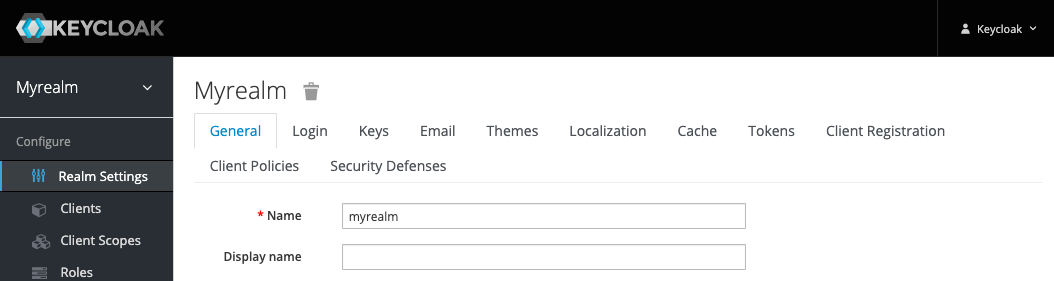 KEYCLOAK
Keycloak
Myrealm
Configure
Realm Settings
Clients
Client Scopes
Roles
Myrealm
General Login Keys Email Themes Localization Cache Tokens Client Registration
Client Policies Security Defenses
* Name myrealm
Display name